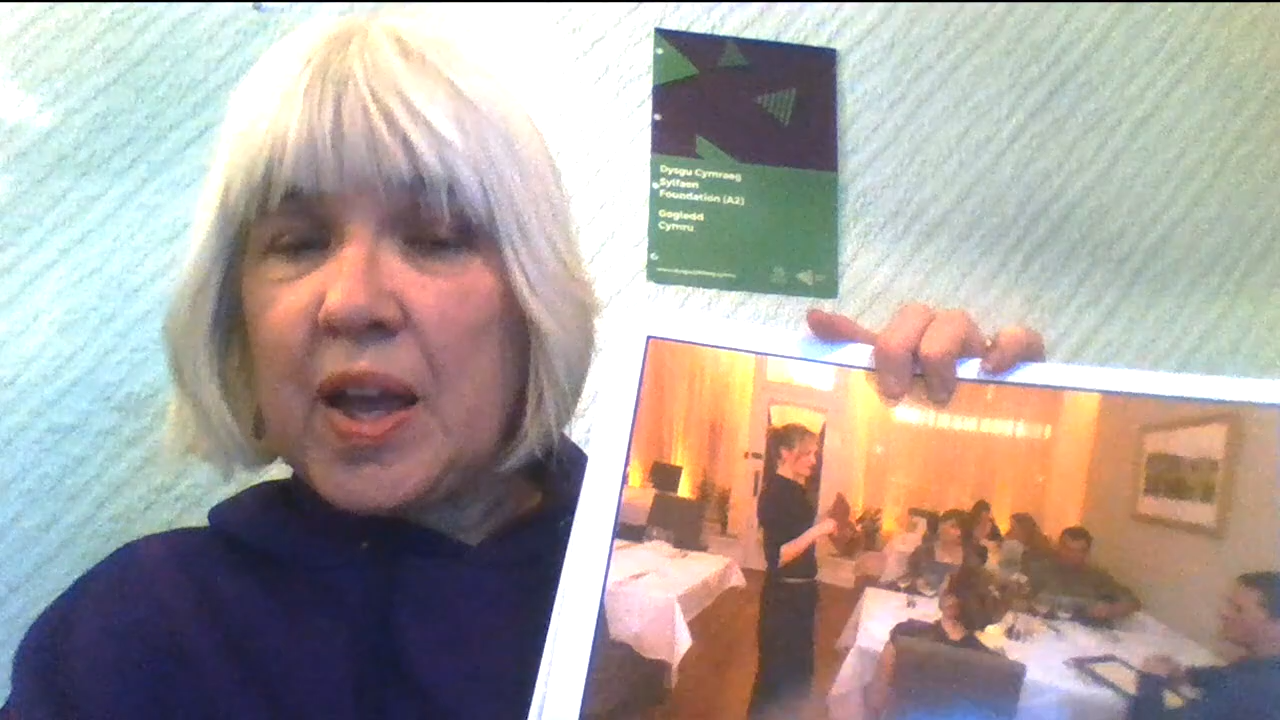 Dysgu Cymraeg
Sylfaen
Foundation (A2)
Gogledd
Cymru